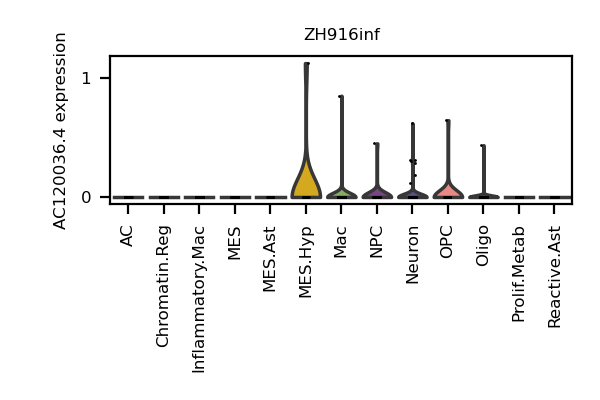 ZH916inf
AC120036.4 expression
1
0
AC
Chromatin.Reg
Inflammatory.Mac
MES
MES.Ast
MES.Hyp
Mac
NPC
Neuron
OPC
Oligo
Prolif.Metab
Reactive.Ast